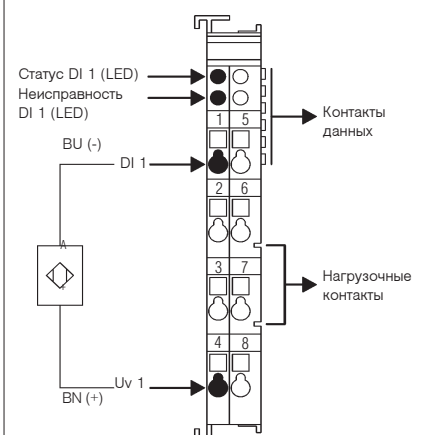 Статус DI 1 (LED)
Неисправность
DI 1 (LED)
Контакты
данных
1 5
BU (-)
DI 1
2 6
A
3 7
+
Нагрузочные
контакты
4 8
Uv 1
BN (+)